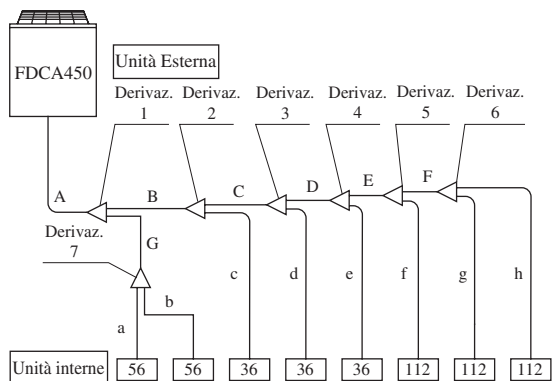 FDCA450
Unità Esterna
Derivaz. 1
Derivaz. 2
Derivaz. 3
Derivaz. 4
Derivaz. 5
Derivaz. 6
A
B
C
D
E
F
Derivaz. 7
G
a
b
c
d
e
f
g
h
Unità interne
56
56
36
36
36
112
112
112